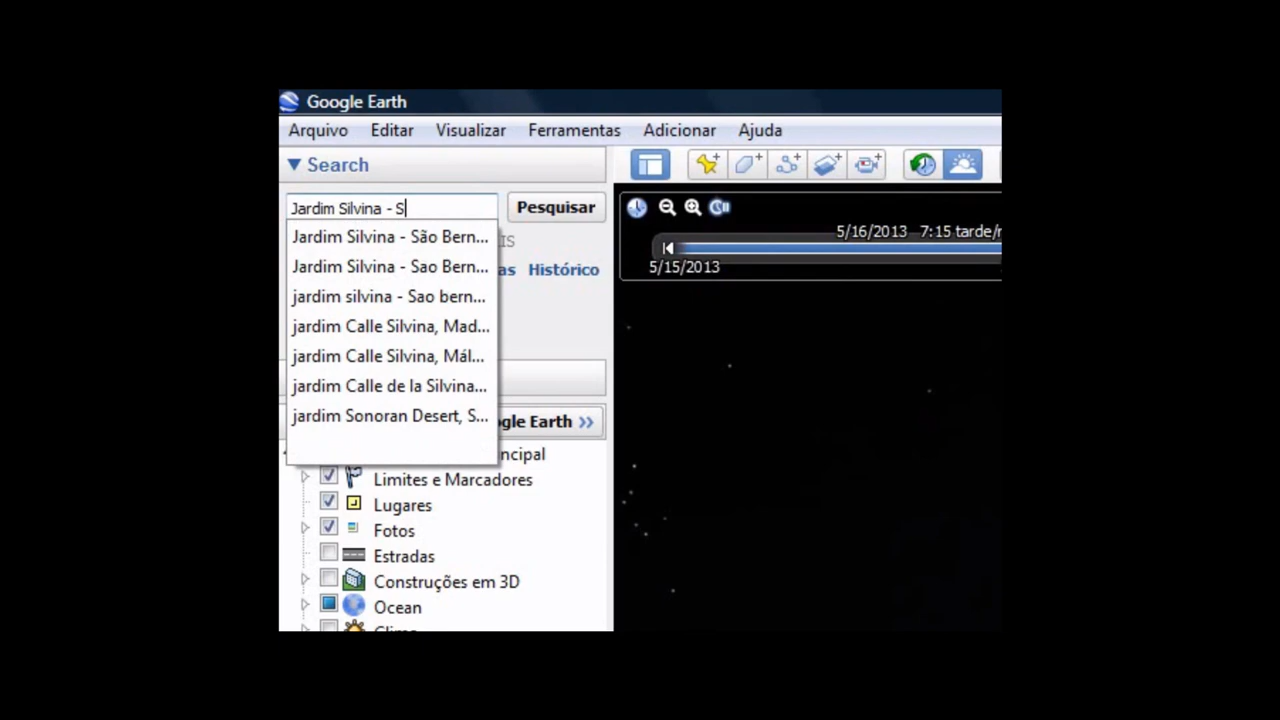 Google Earth
Arquivo Editar Visualizar Ferramentas Adicionar Ajuda
Search
Jardim Silvina - S
Pesquisar
Jardim Silvina - São Bern...
Jardim Silvina - Sao Bern...
jardim silvina - Sao bern...
jardim Calle Silvina, Mad...
jardim Calle Silvina, Mál...
jardim Calle de la Silvina...
jardim Sonoran Desert, S...
Histórico
gle Earth
ncipal
Limites e Marcadores
Lugares
Fotos
Estradas
Construções em 3D
Ocean
Clima
5/16/2013 7:15 tarde/
5/15/2013